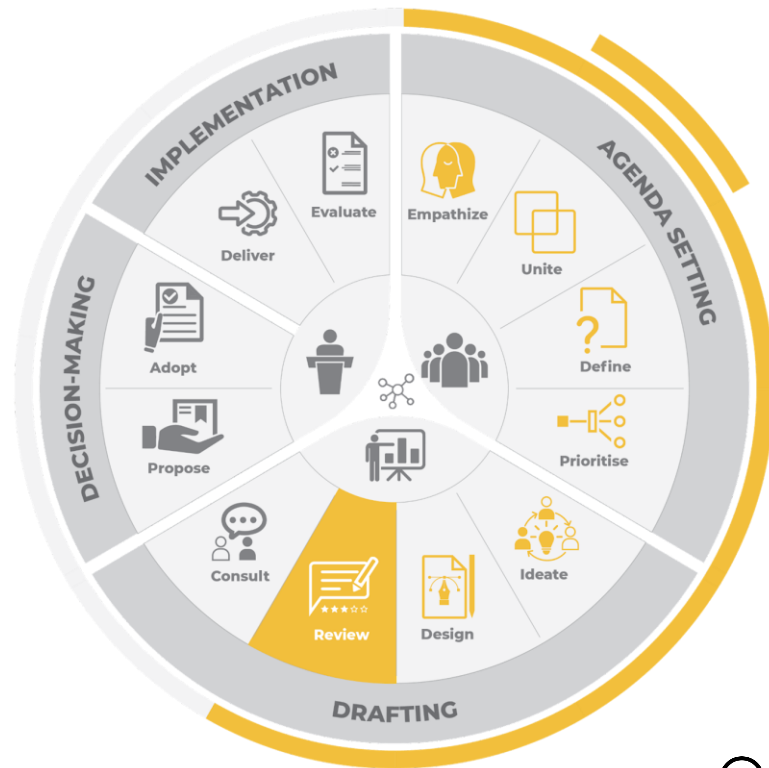 IMPLEMENTATION
AGENDA SETTING
DECISION-MAKING
DRAFTING
Evaluate
Empathize
Deliver
Unite
Adopt
Define
Propose
Prioritise
Consult
Review
Design
Ideate